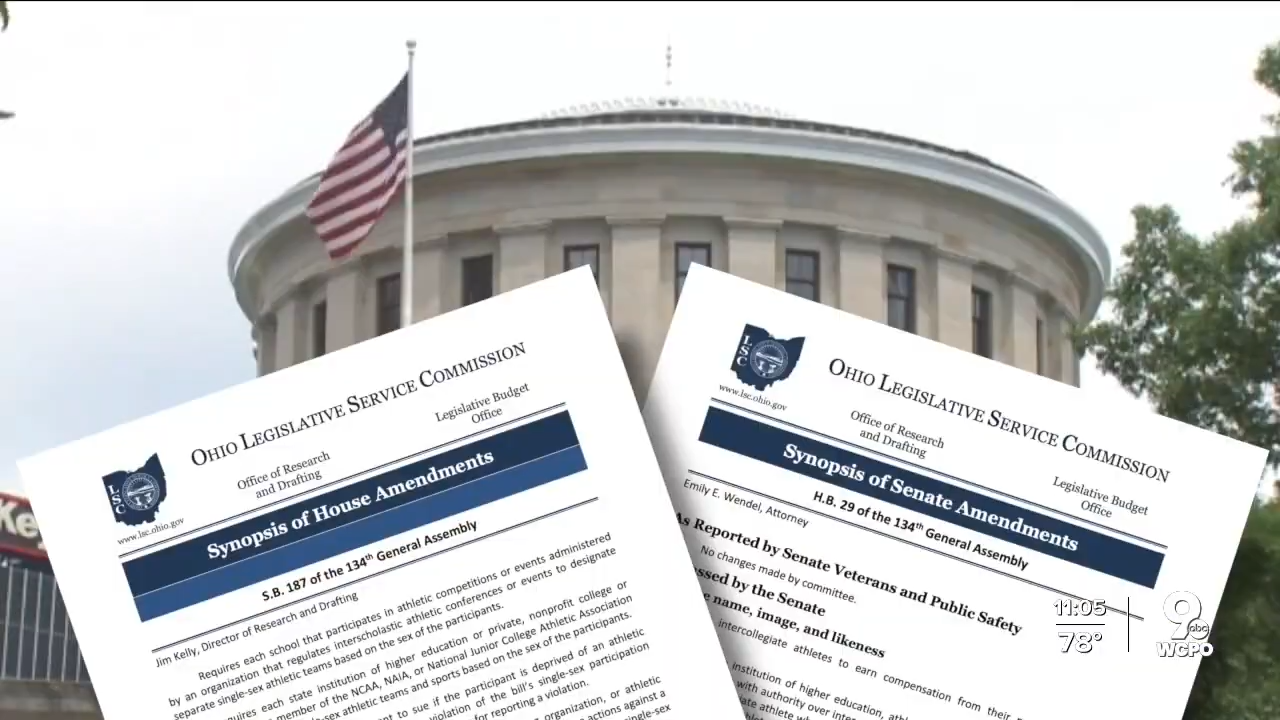 Ke
LSC
www.lsc.ohio.gov
OHIO LEGISLATIVE SERVICE COMMISSION
Office of Research
and Drafting
Legislative Budget
Office
Synopsis of House Amendments
S.B. 187 of the 134th General Assembly
Jim Kelly, Director of Research and Drafting
Requires each school that participates in athletic competitions or events administered
by an organization that regulates interscholastic athletic conferences or events to designate
separate single-sex athletic teams based on the sex of the participants.
each state institution of higher education or private, nonprofit college or
member of the NCAA, NAIA, or National Junior College Athletic Association
athletic teams and sports based on the sex of the participants.
to sue if the participant is deprived of an athletic
violation of the bill's single-sex participation
for reporting a violation.
organization, or athletic
actions against a
single-sex
LSC
www.lsc.ohio.gov
OHIO LEGISLATIVE SERVICE COMMISSION
Office of Research
and Drafting
Legislative Budget
Office
Synopsis of Senate Amendments
H.B. 29 of the 134th General Assembly
Emily E. Wendel, Attorney
As Reported by Senate Veterans and Public Safety
No changes made by committee.
by the Senate
name, image, and likeness
intercollegiate athletes to earn compensation from their
institution of higher education,
with authority over
11:05
78°
9
abc
WCPO